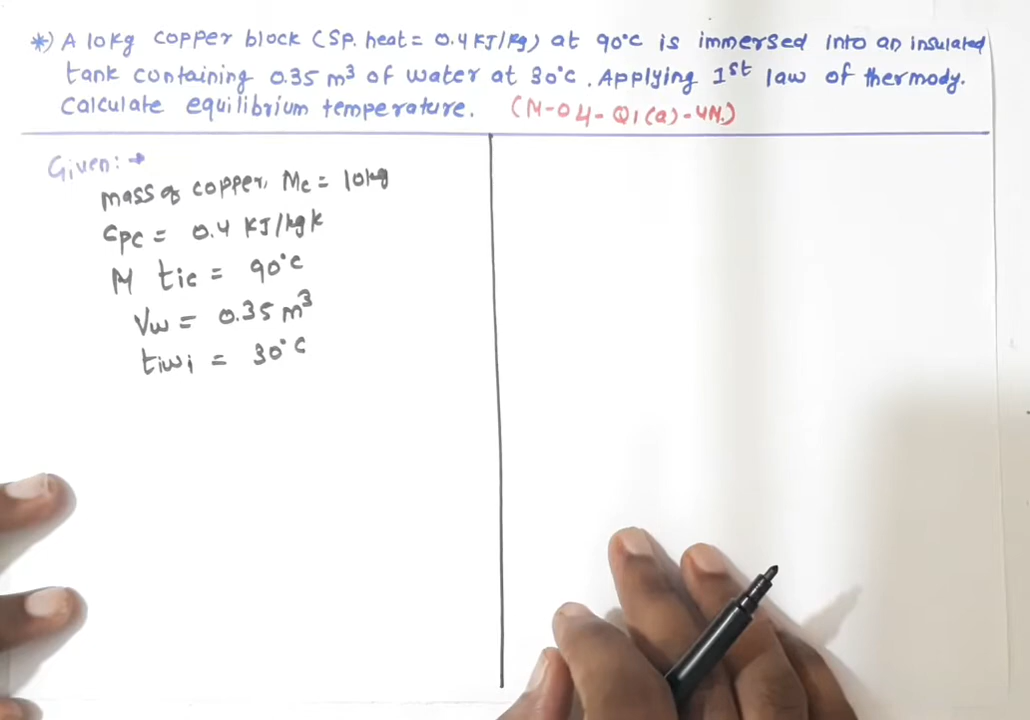 *) A 10kg copper block (SP. heat = 0.4 KJ/kg) at 90°c is immersed into an insulated
tank containing 0.35 m³ of water at 30°c. Applying 1st law of thermody.
Calculate equilibrium temperature. (M-04-Q1(a)-4M.)
Given:→
mass of copper, Mc = 10kg
Cpc = 0.4 KJ/kg k
M tic = 90°c
Vw = 0.35 m³
tiwi = 30°c